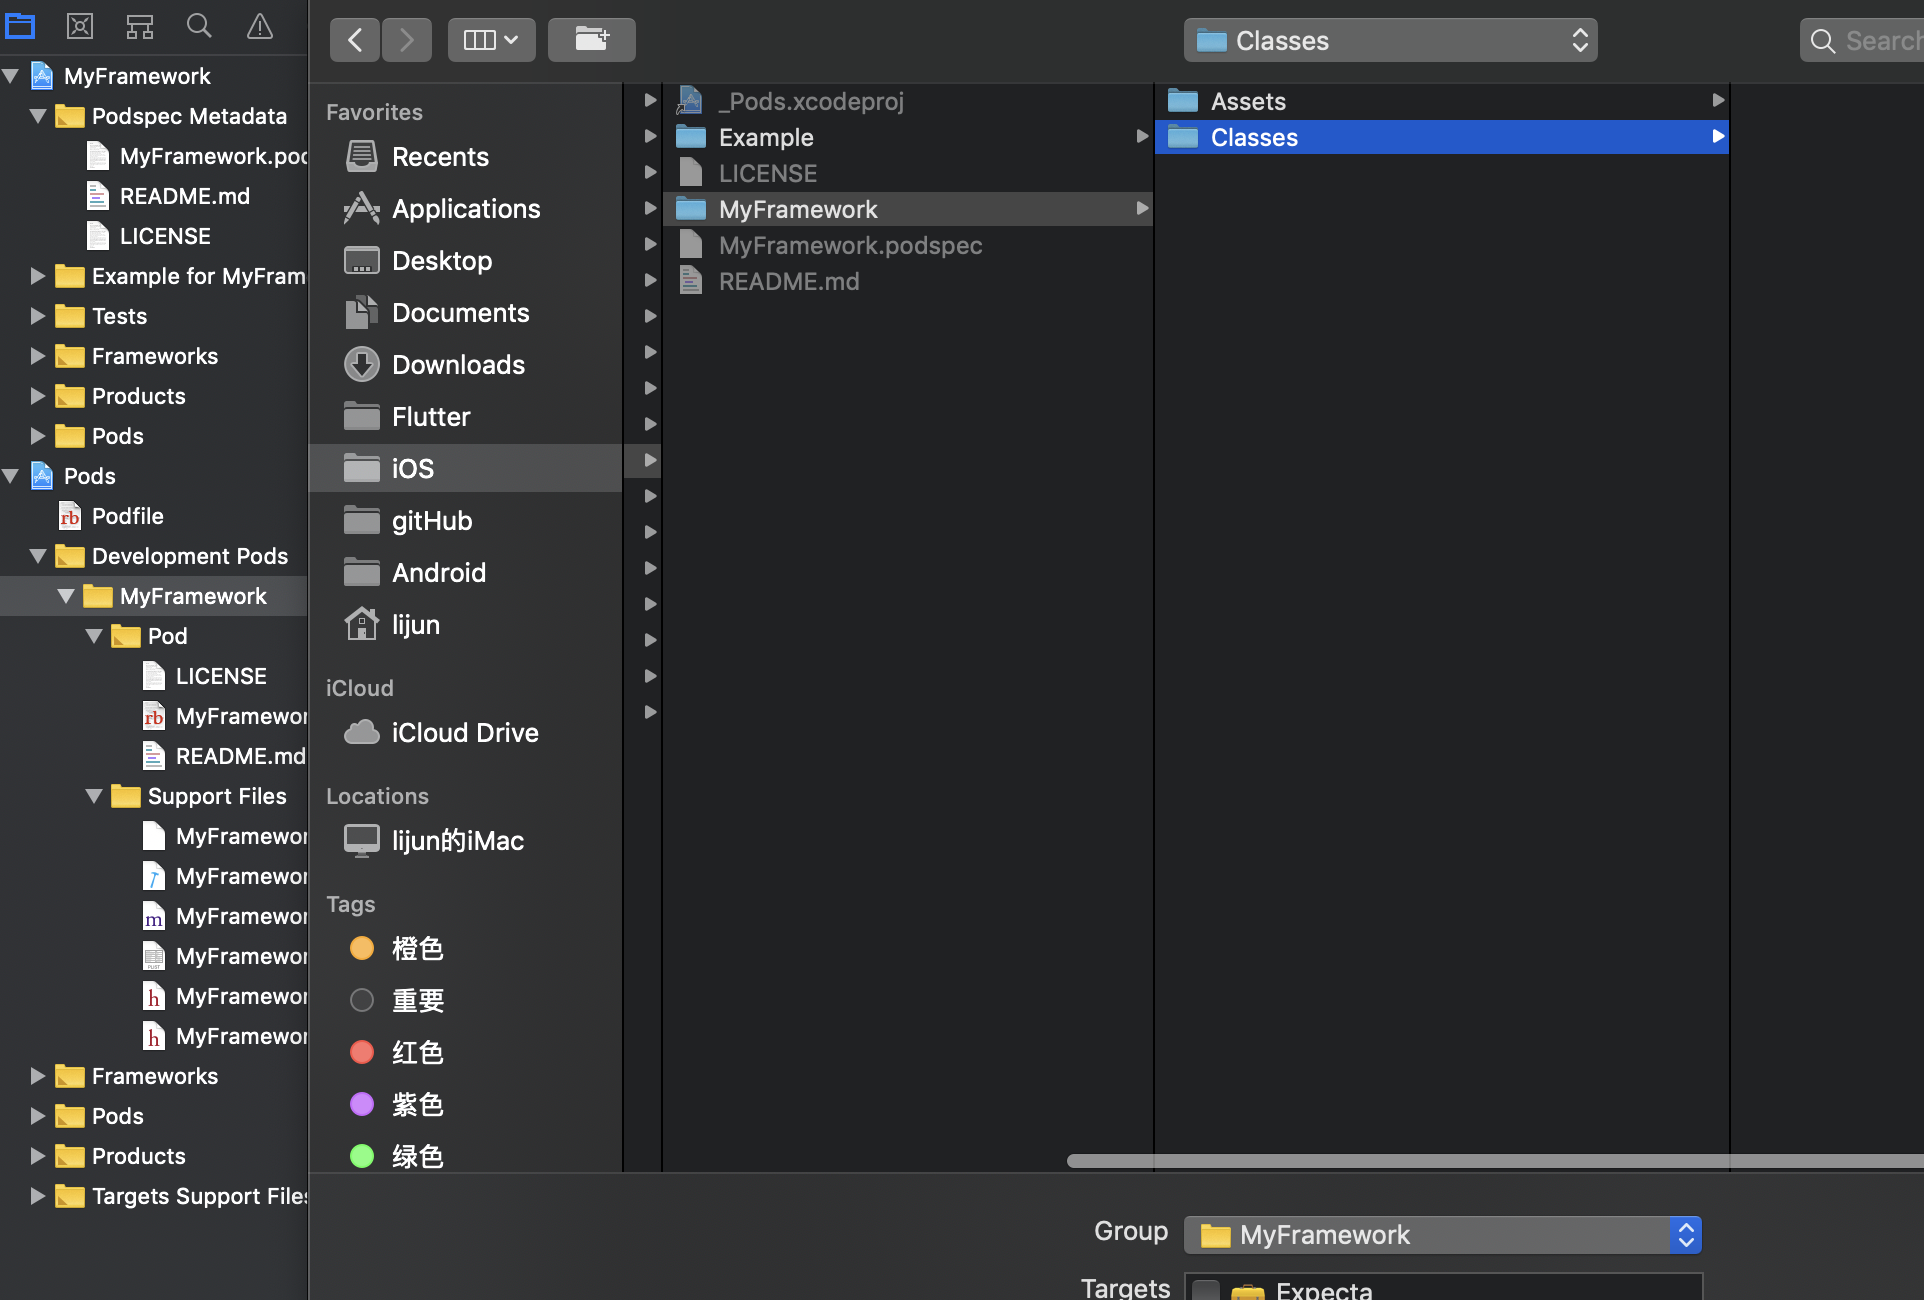 MyFramework
Podspec Metadata
MyFramework.pod
README.md
LICENSE
Example for MyFram
Tests
Frameworks
Products
Pods
Pods
Podfile
Development Pods
MyFramework
Pod
LICENSE
MyFramewor
README.md
Support Files
MyFramewor
MyFramewor
MyFramewor
MyFramewor
MyFramewor
MyFramewor
Frameworks
Pods
Products
Targets Support Files
Classes
Search
Favorites
Recents
Applications
Desktop
Documents
Downloads
Flutter
iOS
gitHub
Android
lijun
iCloud
iCloud Drive
Locations
lijun的iMac
Tags
橙色
重要
红色
紫色
绿色
_Pods.xcodeproj
Example
LICENSE
MyFramework
MyFramework.podspec
README.md
Assets
Classes
Group
MyFramework
Targets
Expecta